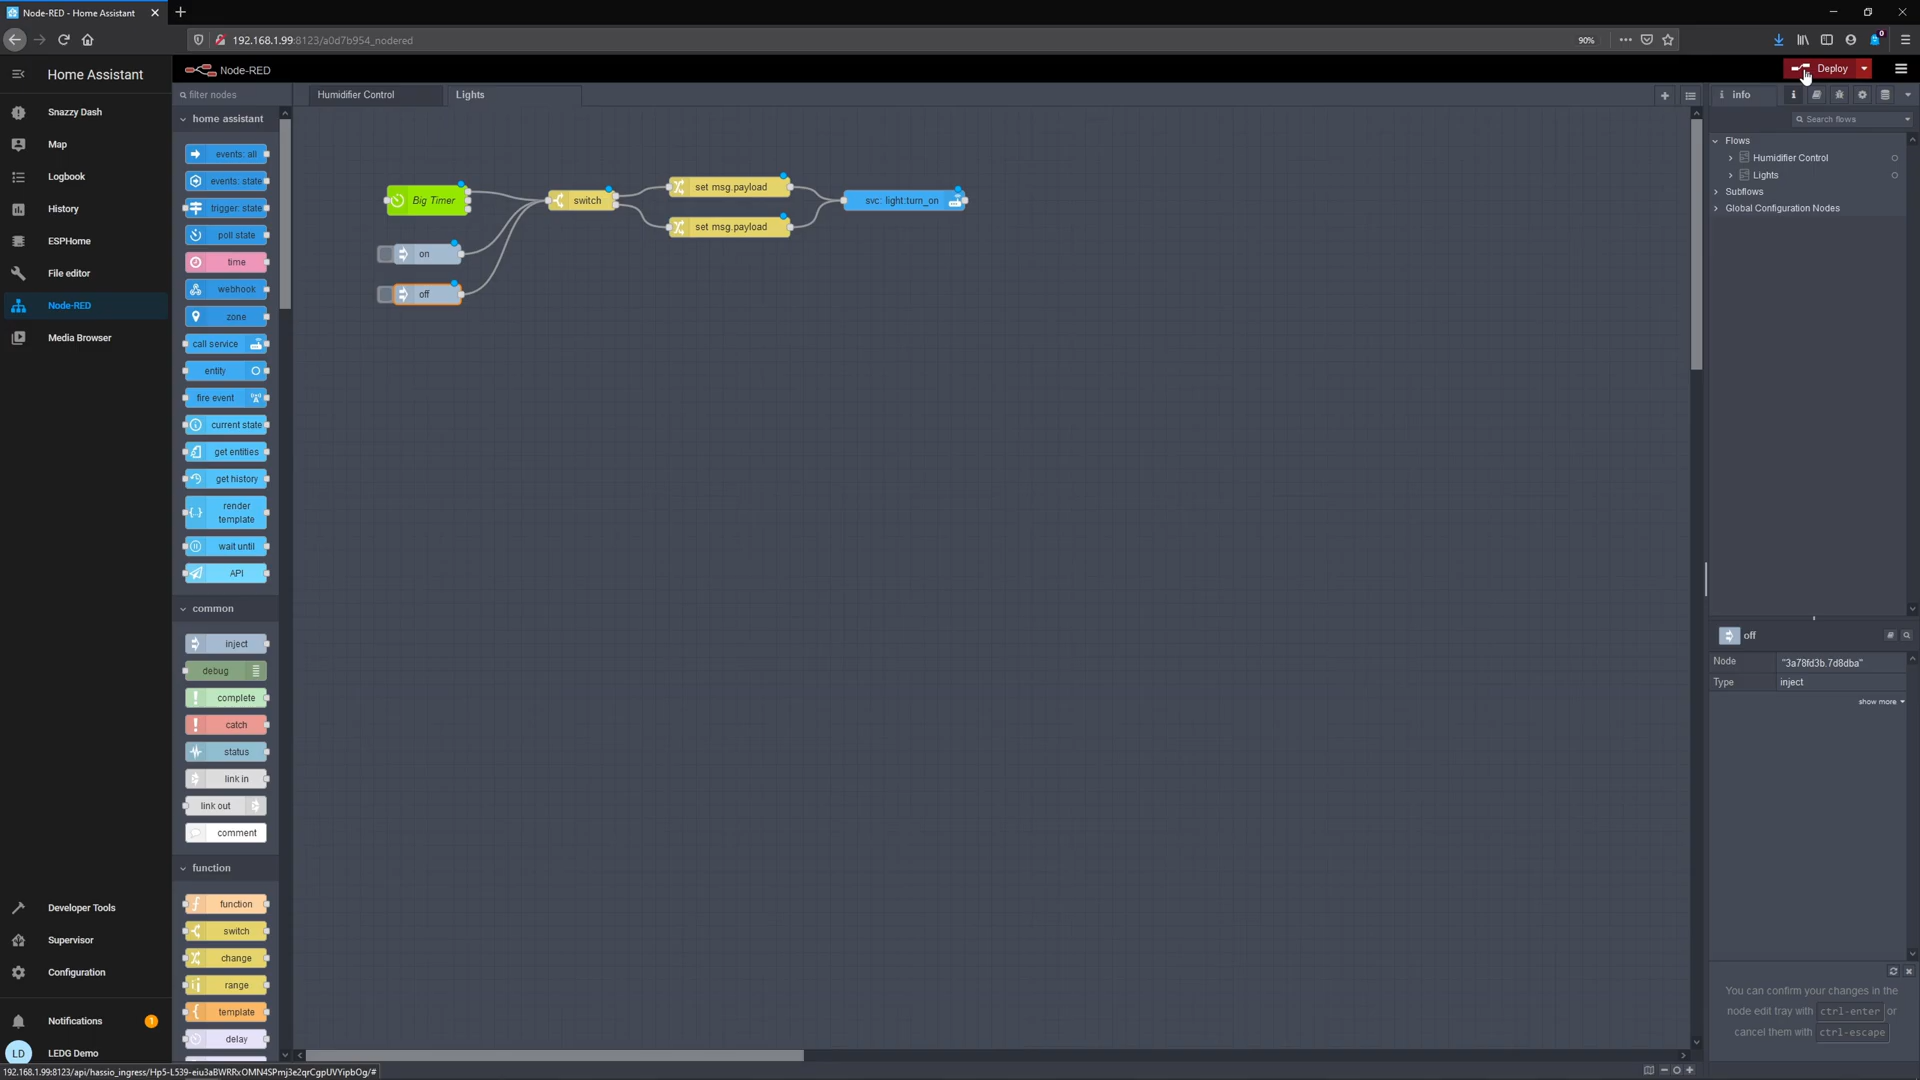 Node-RED - Home Assistant
192.168.1.99:8123/a0d7b954_nodered
90%
0
Home Assistant
Node-RED
Deploy
Snazzy Dash
Map
Logbook
History
ESPHome
File editor
Node-RED
Media Browser
Developer Tools
Supervisor
Configuration
Notifications
1
LD
LEDG Demo
filter nodes
home assistant
events: all
events: state
trigger: state
poll state
time
webhook
zone
call service
entity
fire event
current state
get entities
get history
render
template
wait until
API
common
inject
debug
complete
catch
status
link in
link out
comment
function
function
switch
change
range
template
delay
Humidifier Control
Lights
Big Timer
on
off
switch
set msg.payload
set msg.payload
svc: light:turn_on
info
Search flows
Flows
Humidifier Control
Lights
Subflows
Global Configuration Nodes
off
Node
"3a78fd3b.7d8dba"
Type
inject
show more
You can confirm your changes in the
node edit tray with ctrl-enter or
cancel them with ctrl-escape